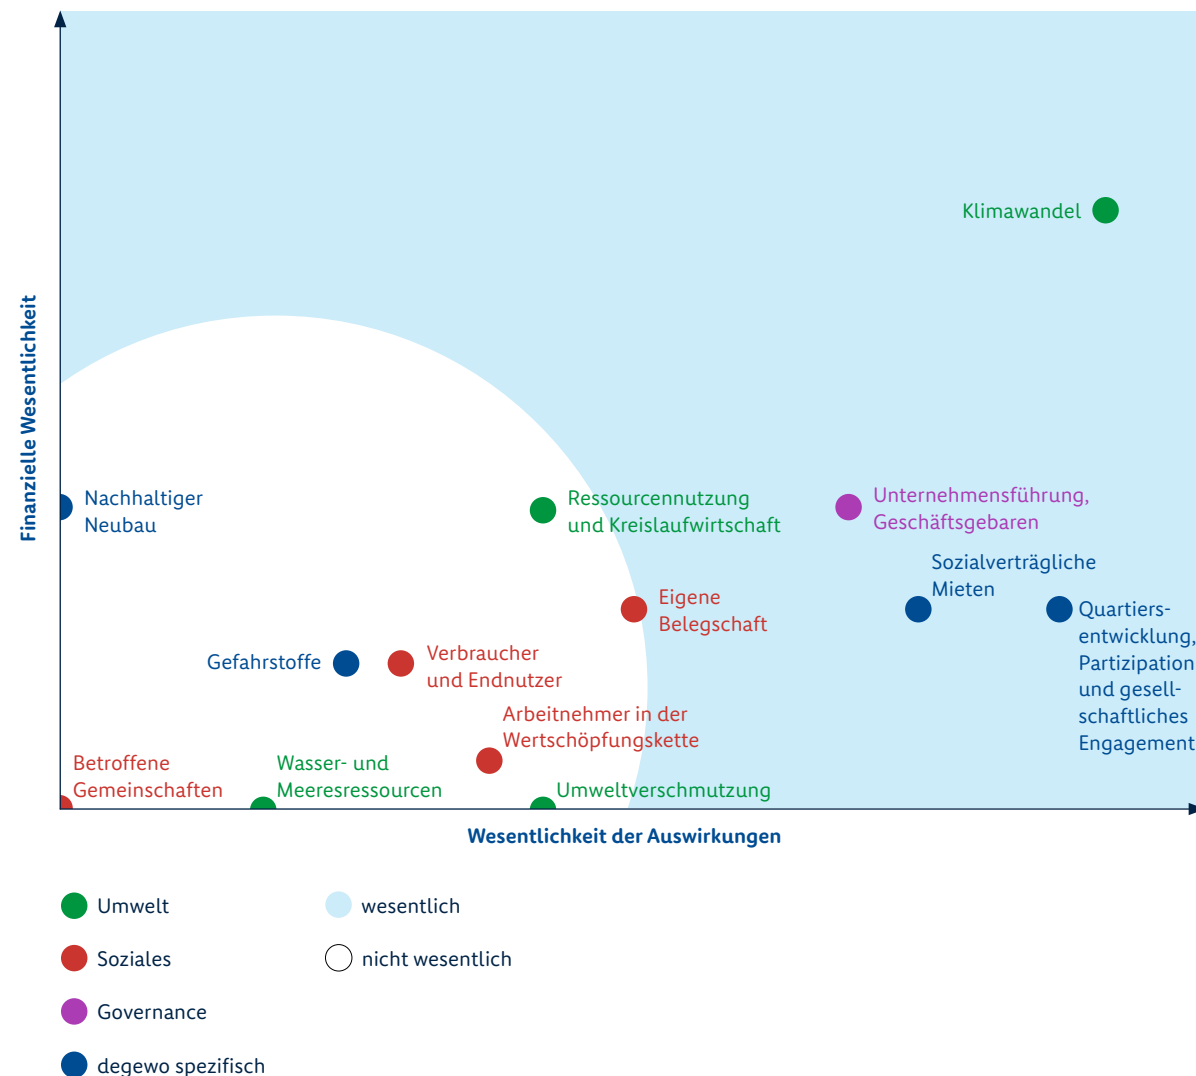 Klimawandel
Finanzielle Wesentlichkeit
Nachhaltiger
Neubau
Ressourcennutzung
und Kreislaufwirtschaft
Unternehmensführung,
Geschäftsgebaren
Sozialverträgliche
Mieten
Eigene
Belegschaft
Quartiers-
entwicklung,
Partizipation
und gesell-
schaftliches
Engagement
Gefahrstoffe
Verbraucher
und Endnutzer
Arbeitnehmer in der
Wertschöpfungskette
Betroffene
Gemeinschaften
Wasser- und
Meeresressourcen
Umweltverschmutzung
Wesentlichkeit der Auswirkungen
Umwelt
Soziales
Governance
degewo spezifisch
wesentlich
nicht wesentlich